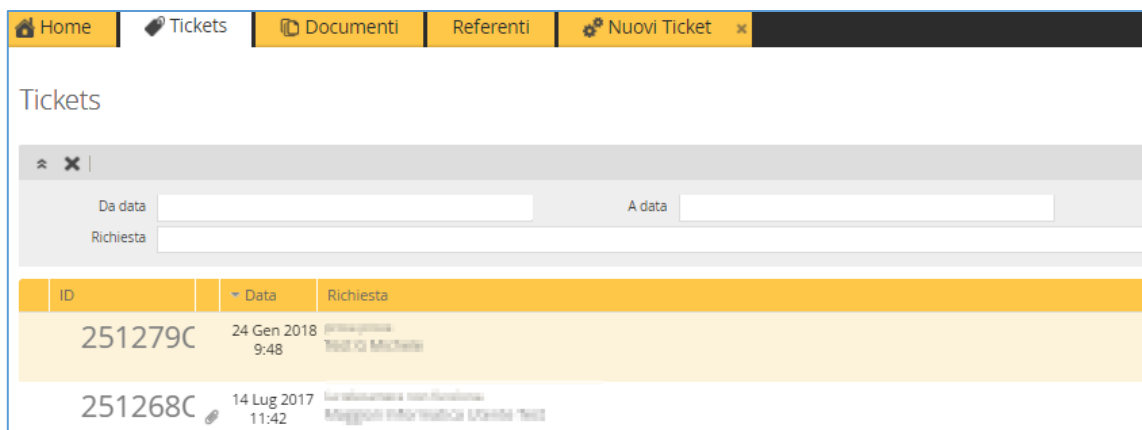 Home Tickets Documenti Referenti Nuovi Ticket
Tickets
Da data A data
Richiesta
ID Data Richiesta
251279C 24 Gen 2018
9:48
251268C 14 Lug 2017
11:42